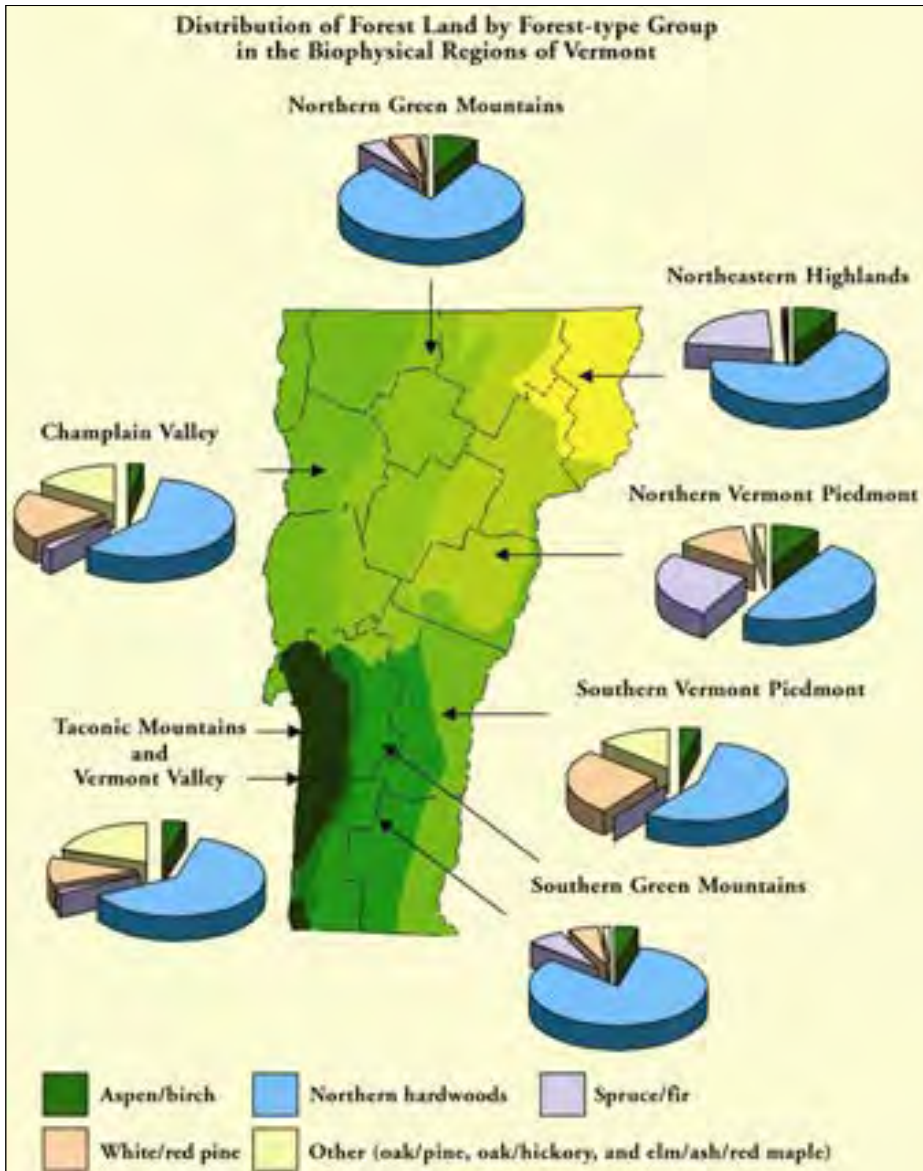 Distribution of Forest Land by Forest-type Group
in the Biophysical Regions of Vermont
Northern Green Mountains
Northeastern Highlands
Champlain Valley
Northern Vermont Piedmont
Southern Vermont Piedmont
Taconic Mountains
and
Vermont Valley
Southern Green Mountains
Aspen/birch
Northern hardwoods
Spruce/fir
White/red pine
Other (oak/pine, oak/hickory, and elm/ash/red maple)